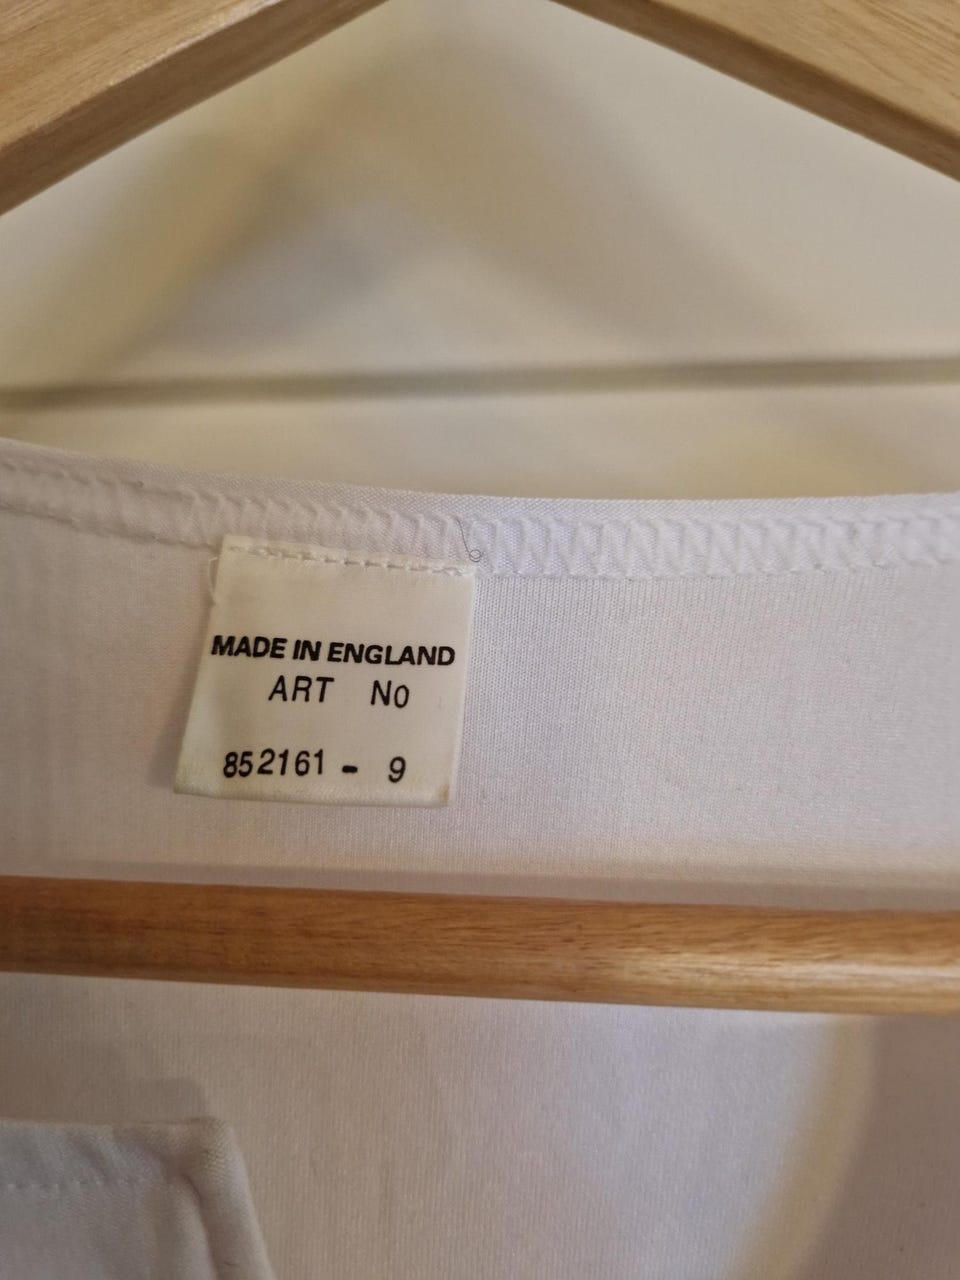 MADE IN ENGLAND
ART No
852161 - 9